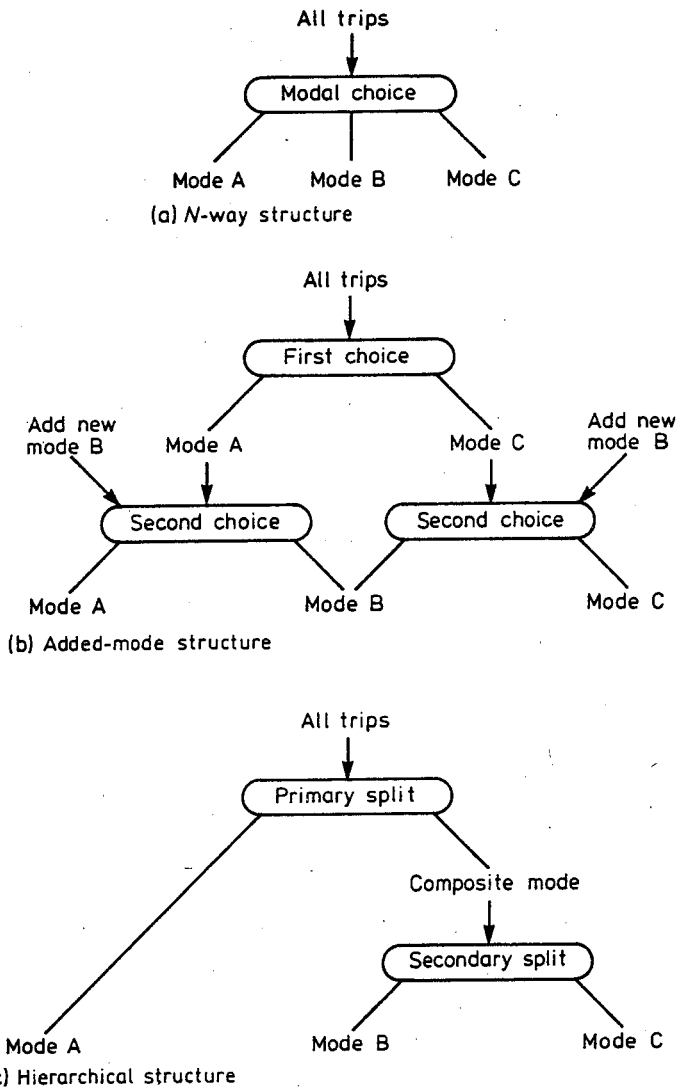 All trips
Modal choice
Mode A
Mode B
Mode C
(a) N-way structure
All trips
First choice
Add new
mode B
Mode A
Mode C
Add new
mode B
Second choice
Second choice
Mode A
Mode B
Mode C
(b) Added-mode structure
All trips
Primary split
Composite mode
Secondary split
Mode A
Mode B
Mode C
) Hierarchical structure